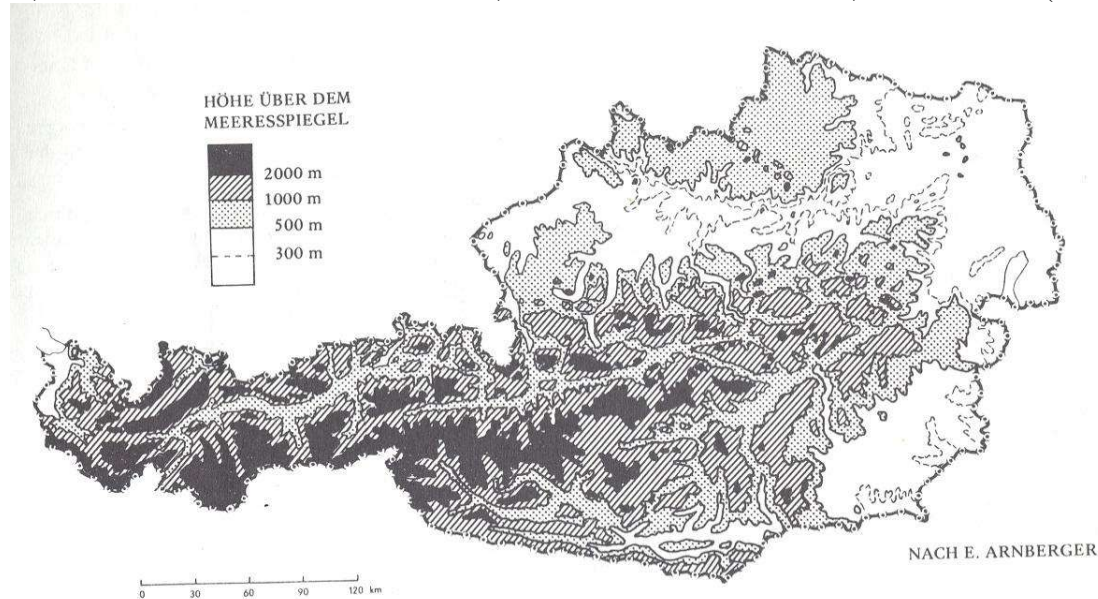 HÖHE ÜBER DEM
MEERESSPIEGEL
2000 m
1000 m
500 m
300 m
NACH E. ARNBERGER
0 30 60 90 120 km